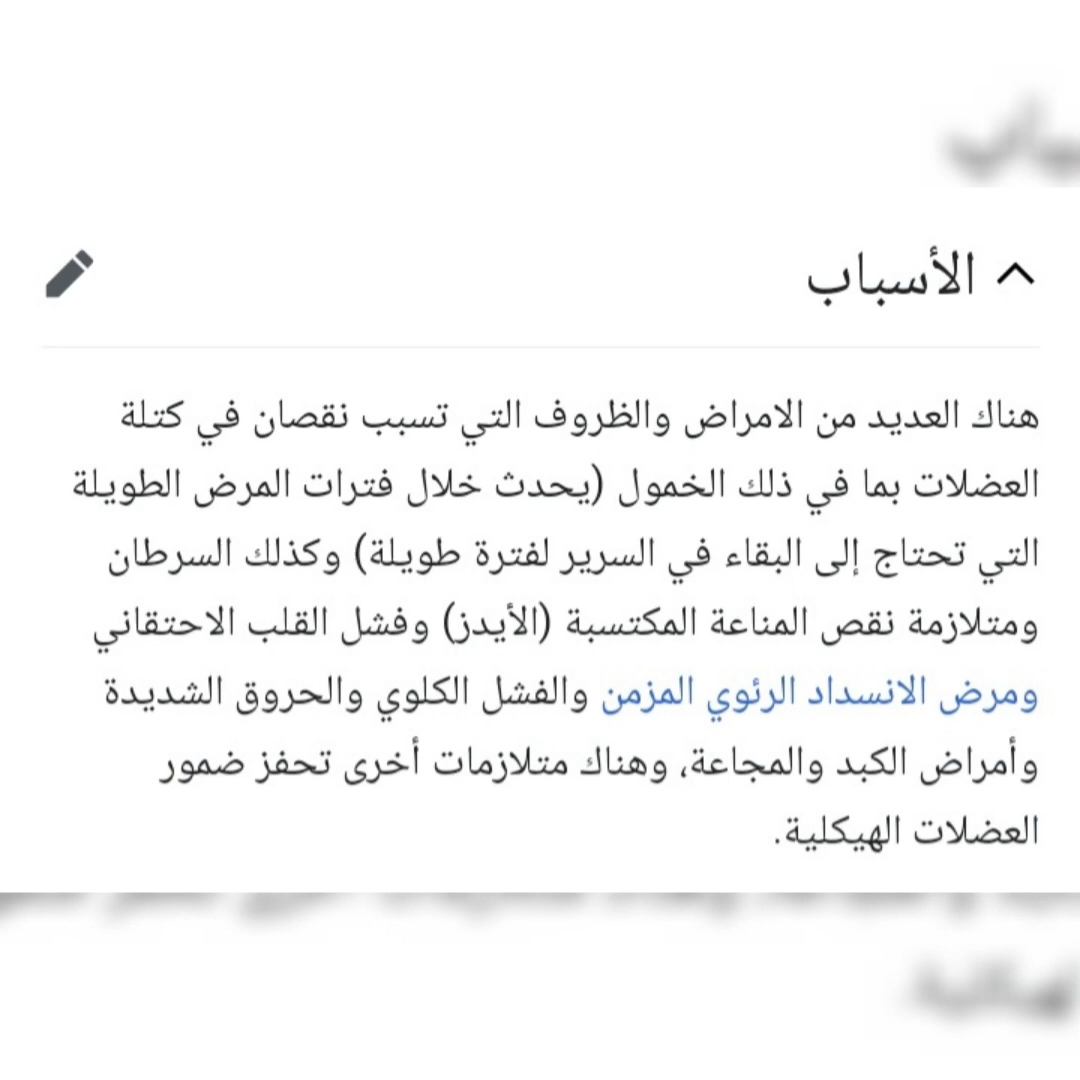 الأسباب
هناك العديد من الامراض والظروف التي تسبب نقصان في كتلة
العضلات بما في ذلك الخمول (يحدث خلال فترات المرض الطويلة
التي تحتاج إلى البقاء في السرير لفترة طويلة) وكذلك السرطان
ومتلازمة نقص المناعة المكتسبة (الأيدز) وفشل القلب الاحتقاني
ومرض الانسداد الرئوي المزمن والفشل الكلوي والحروق الشديدة
وأمراض الكبد والمجاعة، وهناك متلازمات أخرى تحفز ضمور
العضلات الهيكلية.